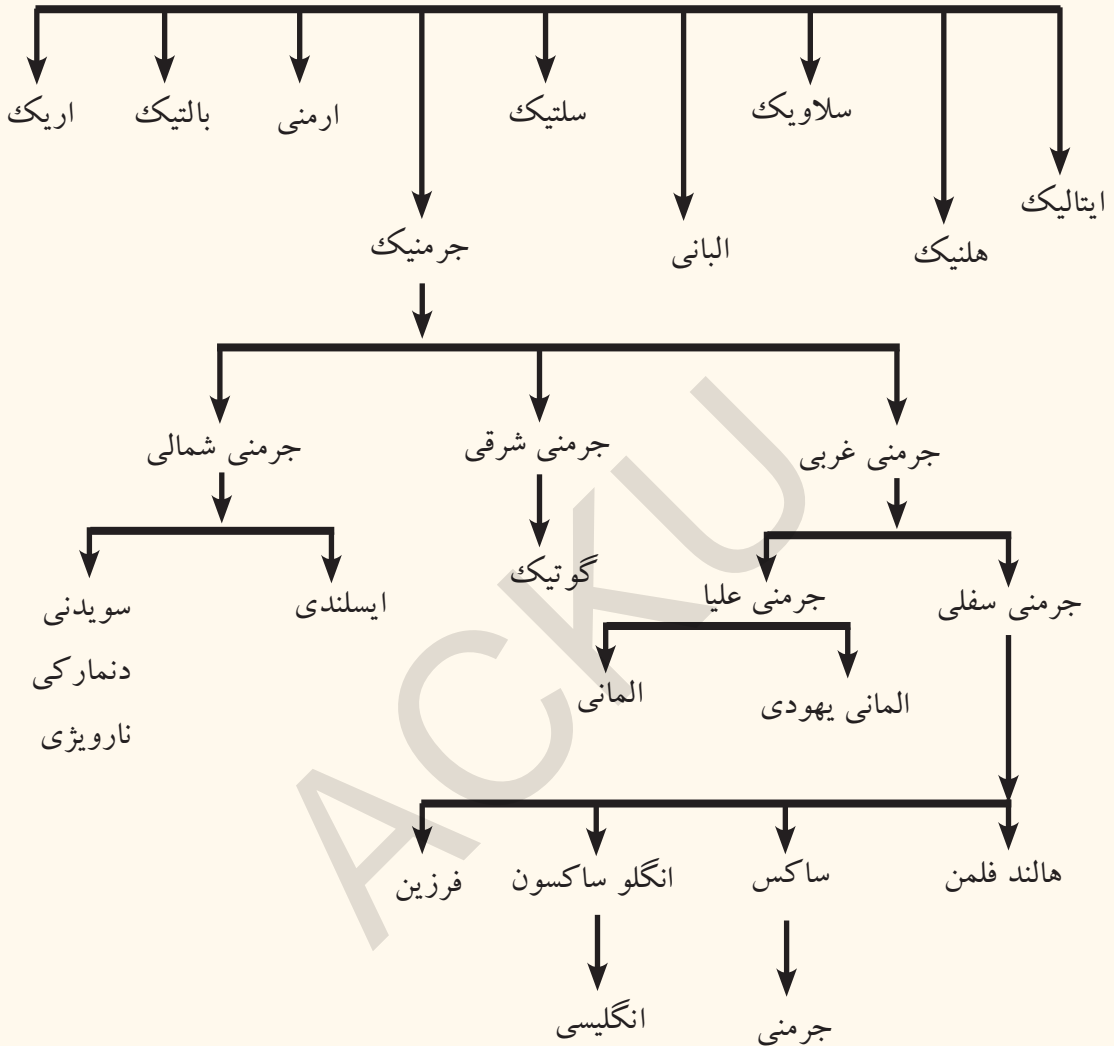 ایتالیک
سلاویک
سلتیک
ارمنی
بالتیک
اریک
هلنیک
البانی
جرمنیک
جرمنی غربی
جرمنی شرقی
جرمنی شمالی
جرمنی سفلی
جرمنی علیا
گوتیک
ایسلندی
سویدنی
دنمارکی
نارویژی
المانی یهودی
المانی
هالند فلمن
ساکس
انگلو ساکسون
فرزین
جرمنی
انگلیسی
ACKU